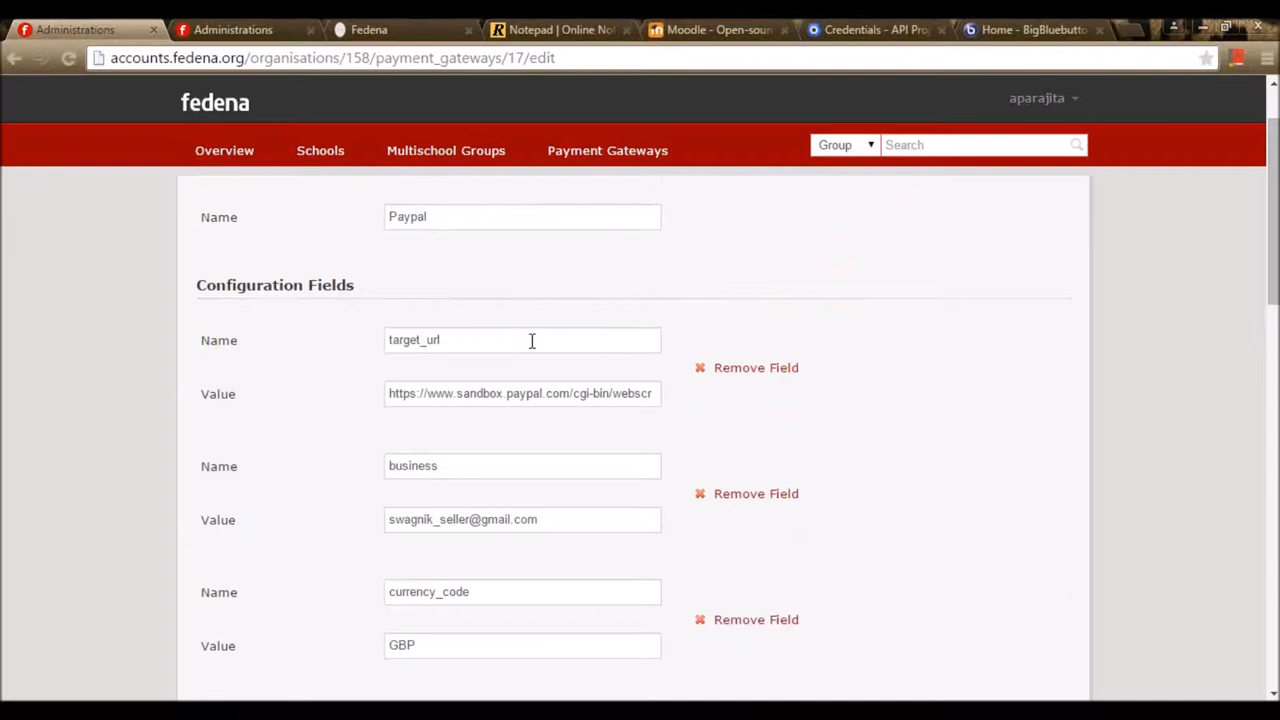 Administrations
Administrations
Fedena
Notepad | Online No
Moodle - Open-soun
Credentials - API Pro
Home - BigBluebutto
accounts.fedena.org/organisations/158/payment_gateways/17/edit
fedena
aparajita
Overview
Schools
Multischool Groups
Payment Gateways
Group
Search
Name
Paypal
Configuration Fields
Name
target_url
Remove Field
Value
https://www.sandbox.paypal.com/cgi-bin/webscr
Name
business
Remove Field
Value
swagnik_seller@gmail.com
Name
currency_code
Remove Field
Value
GBP